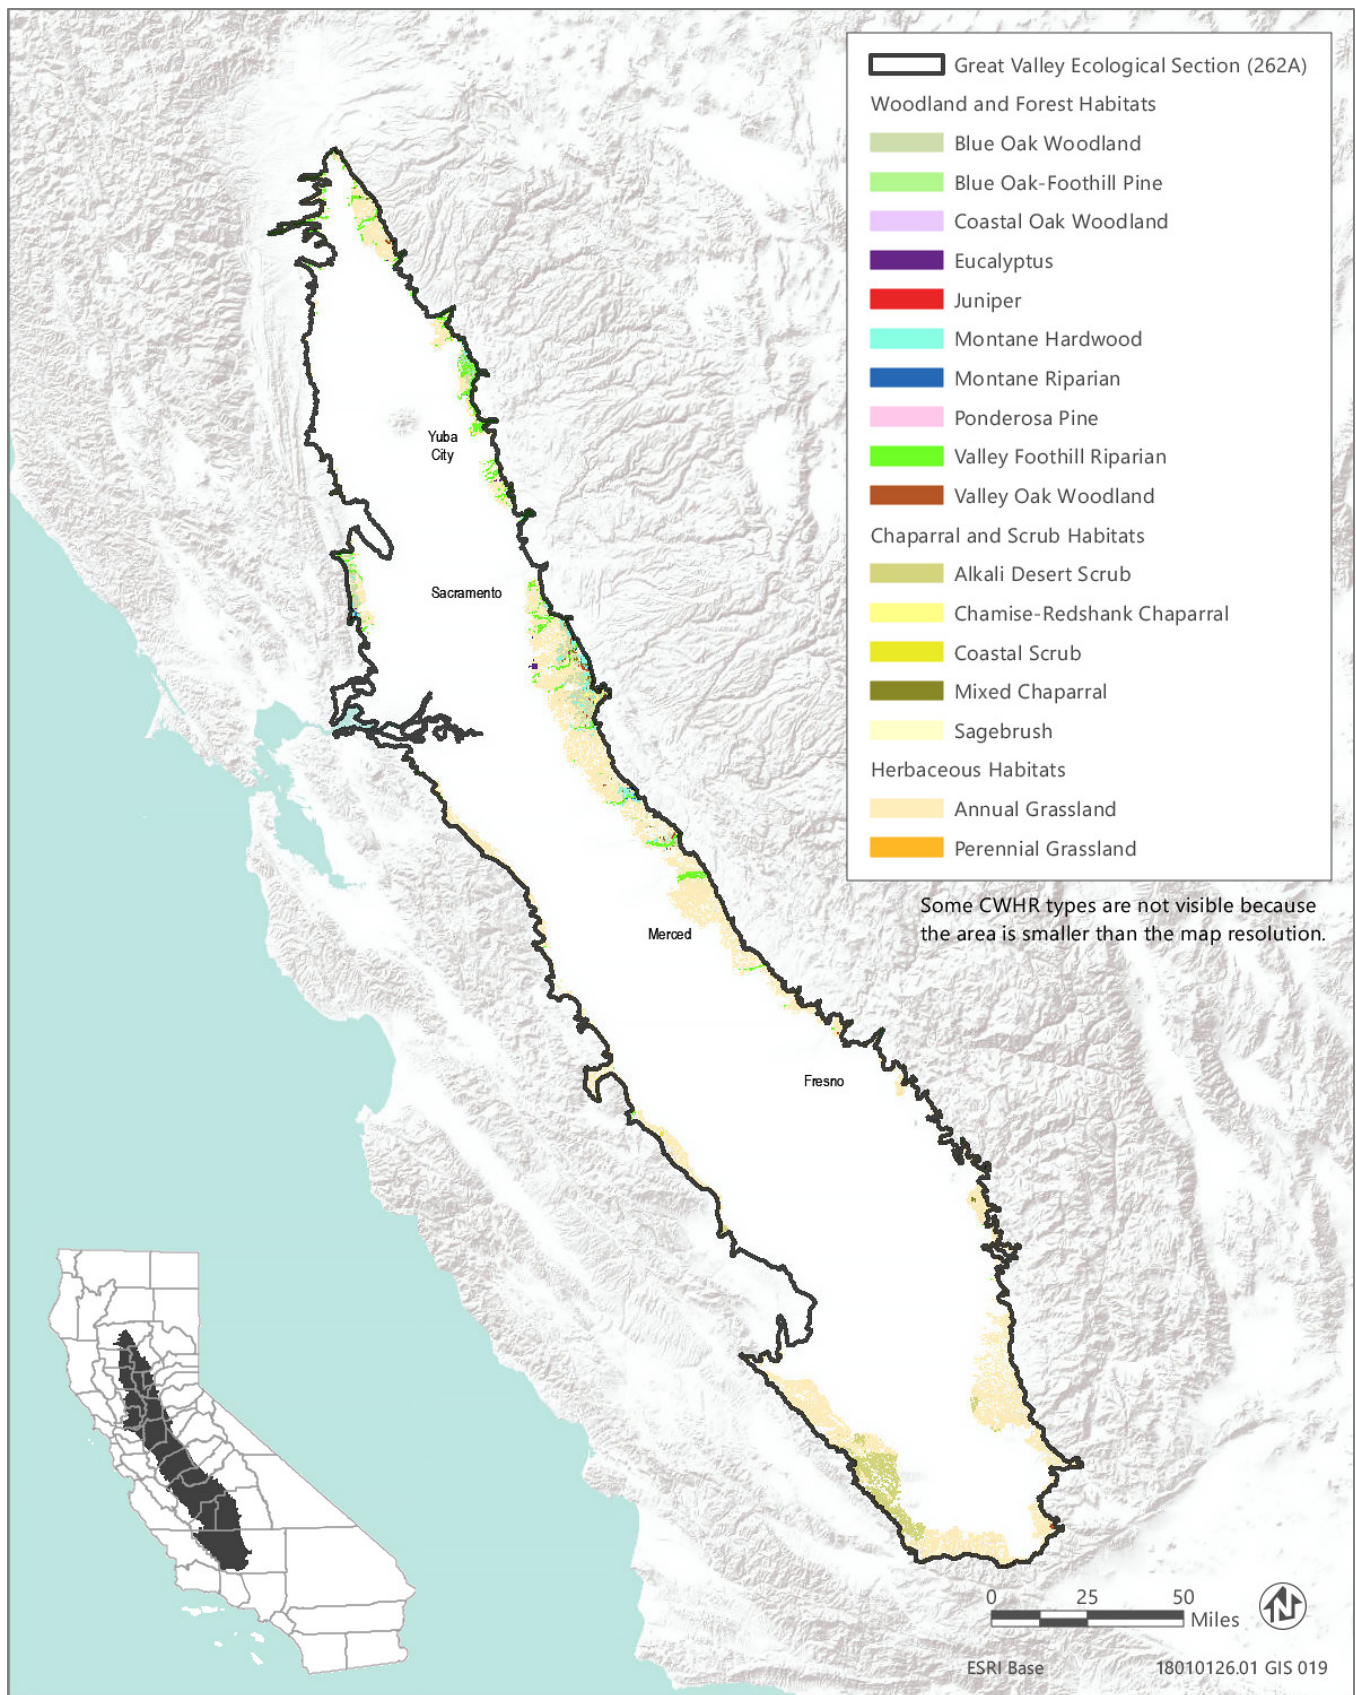 Great Valley Ecological Section (262A)
Woodland and Forest Habitats
Blue Oak Woodland
Blue Oak-Foothill Pine
Coastal Oak Woodland
Eucalyptus
Juniper
Montane Hardwood
Montane Riparian
Ponderosa Pine
Valley Foothill Riparian
Valley Oak Woodland
Chaparral and Scrub Habitats
Alkali Desert Scrub
Chamise-Redshank Chaparral
Coastal Scrub
Mixed Chaparral
Sagebrush
Herbaceous Habitats
Annual Grassland
Perennial Grassland
Some CWHR types are not visible because
the area is smaller than the map resolution.
Yuba
City
Sacramento
Merced
Fresno
0 25 50
Miles
N
ESRI Base
18010126.01 GIS 019